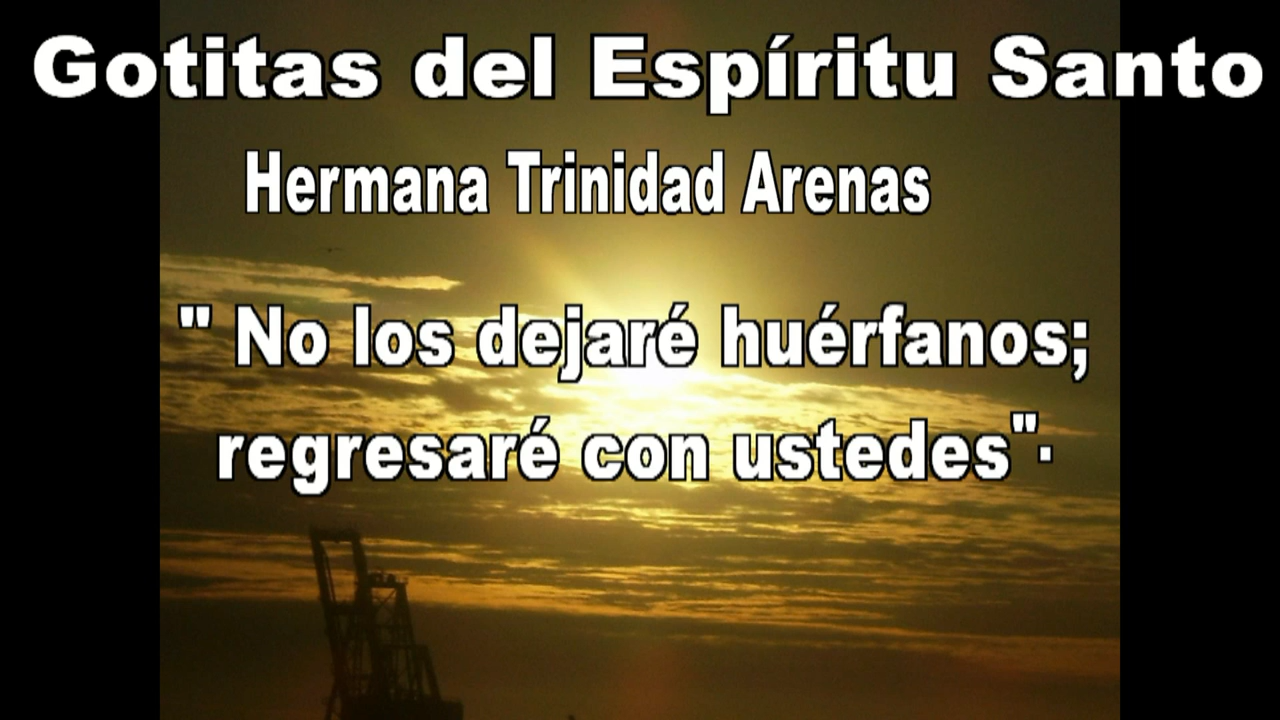 Gotitas del Espíritu Santo
Hermana Trinidad Arenas
" No los dejaré huérfanos;
regresaré con ustedes".